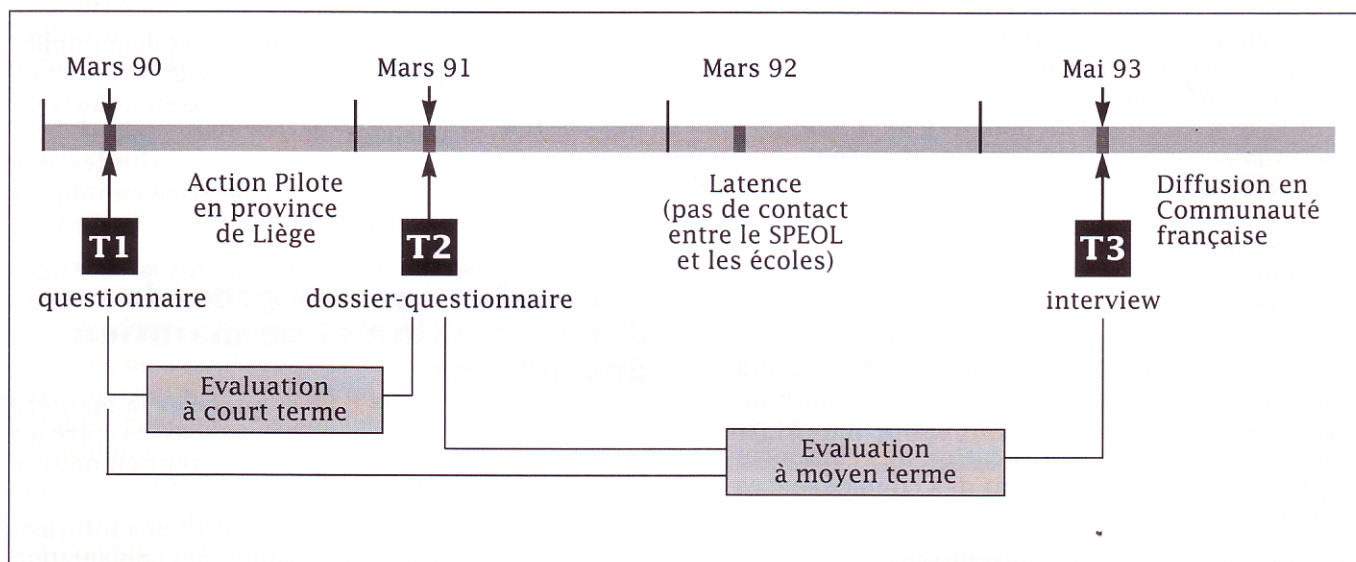 Mars 90
Mars 91
Mars 92
Mai 93
Action Pilote
en province
de Liège
Latence
(pas de contact
entre le SPEOL
et les écoles)
Diffusion en
Communauté
française
T1
T2
T3
questionnaire
dossier-questionnaire
interview
Evaluation
à court terme
Evaluation
à moyen terme